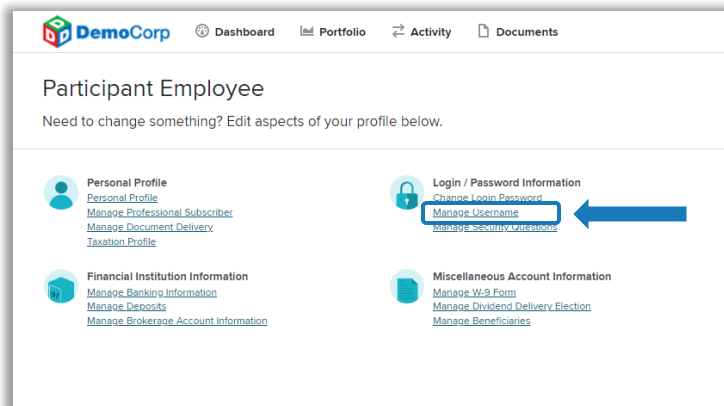 DemoCorp Dashboard Portfolio Activity Documents
Participant Employee
Need to change something? Edit aspects of your profile below.
Personal Profile
Personal Profile
Manage Professional Subscriber
Manage Document Delivery
Taxation Profile
Login / Password Information
Change Login Password
Manage Username
Manage Security Questions
Financial Institution Information
Manage Banking Information
Manage Deposits
Manage Brokerage Account Information
Miscellaneous Account Information
Manage W-9 Form
Manage Dividend Delivery Election
Manage Beneficiaries